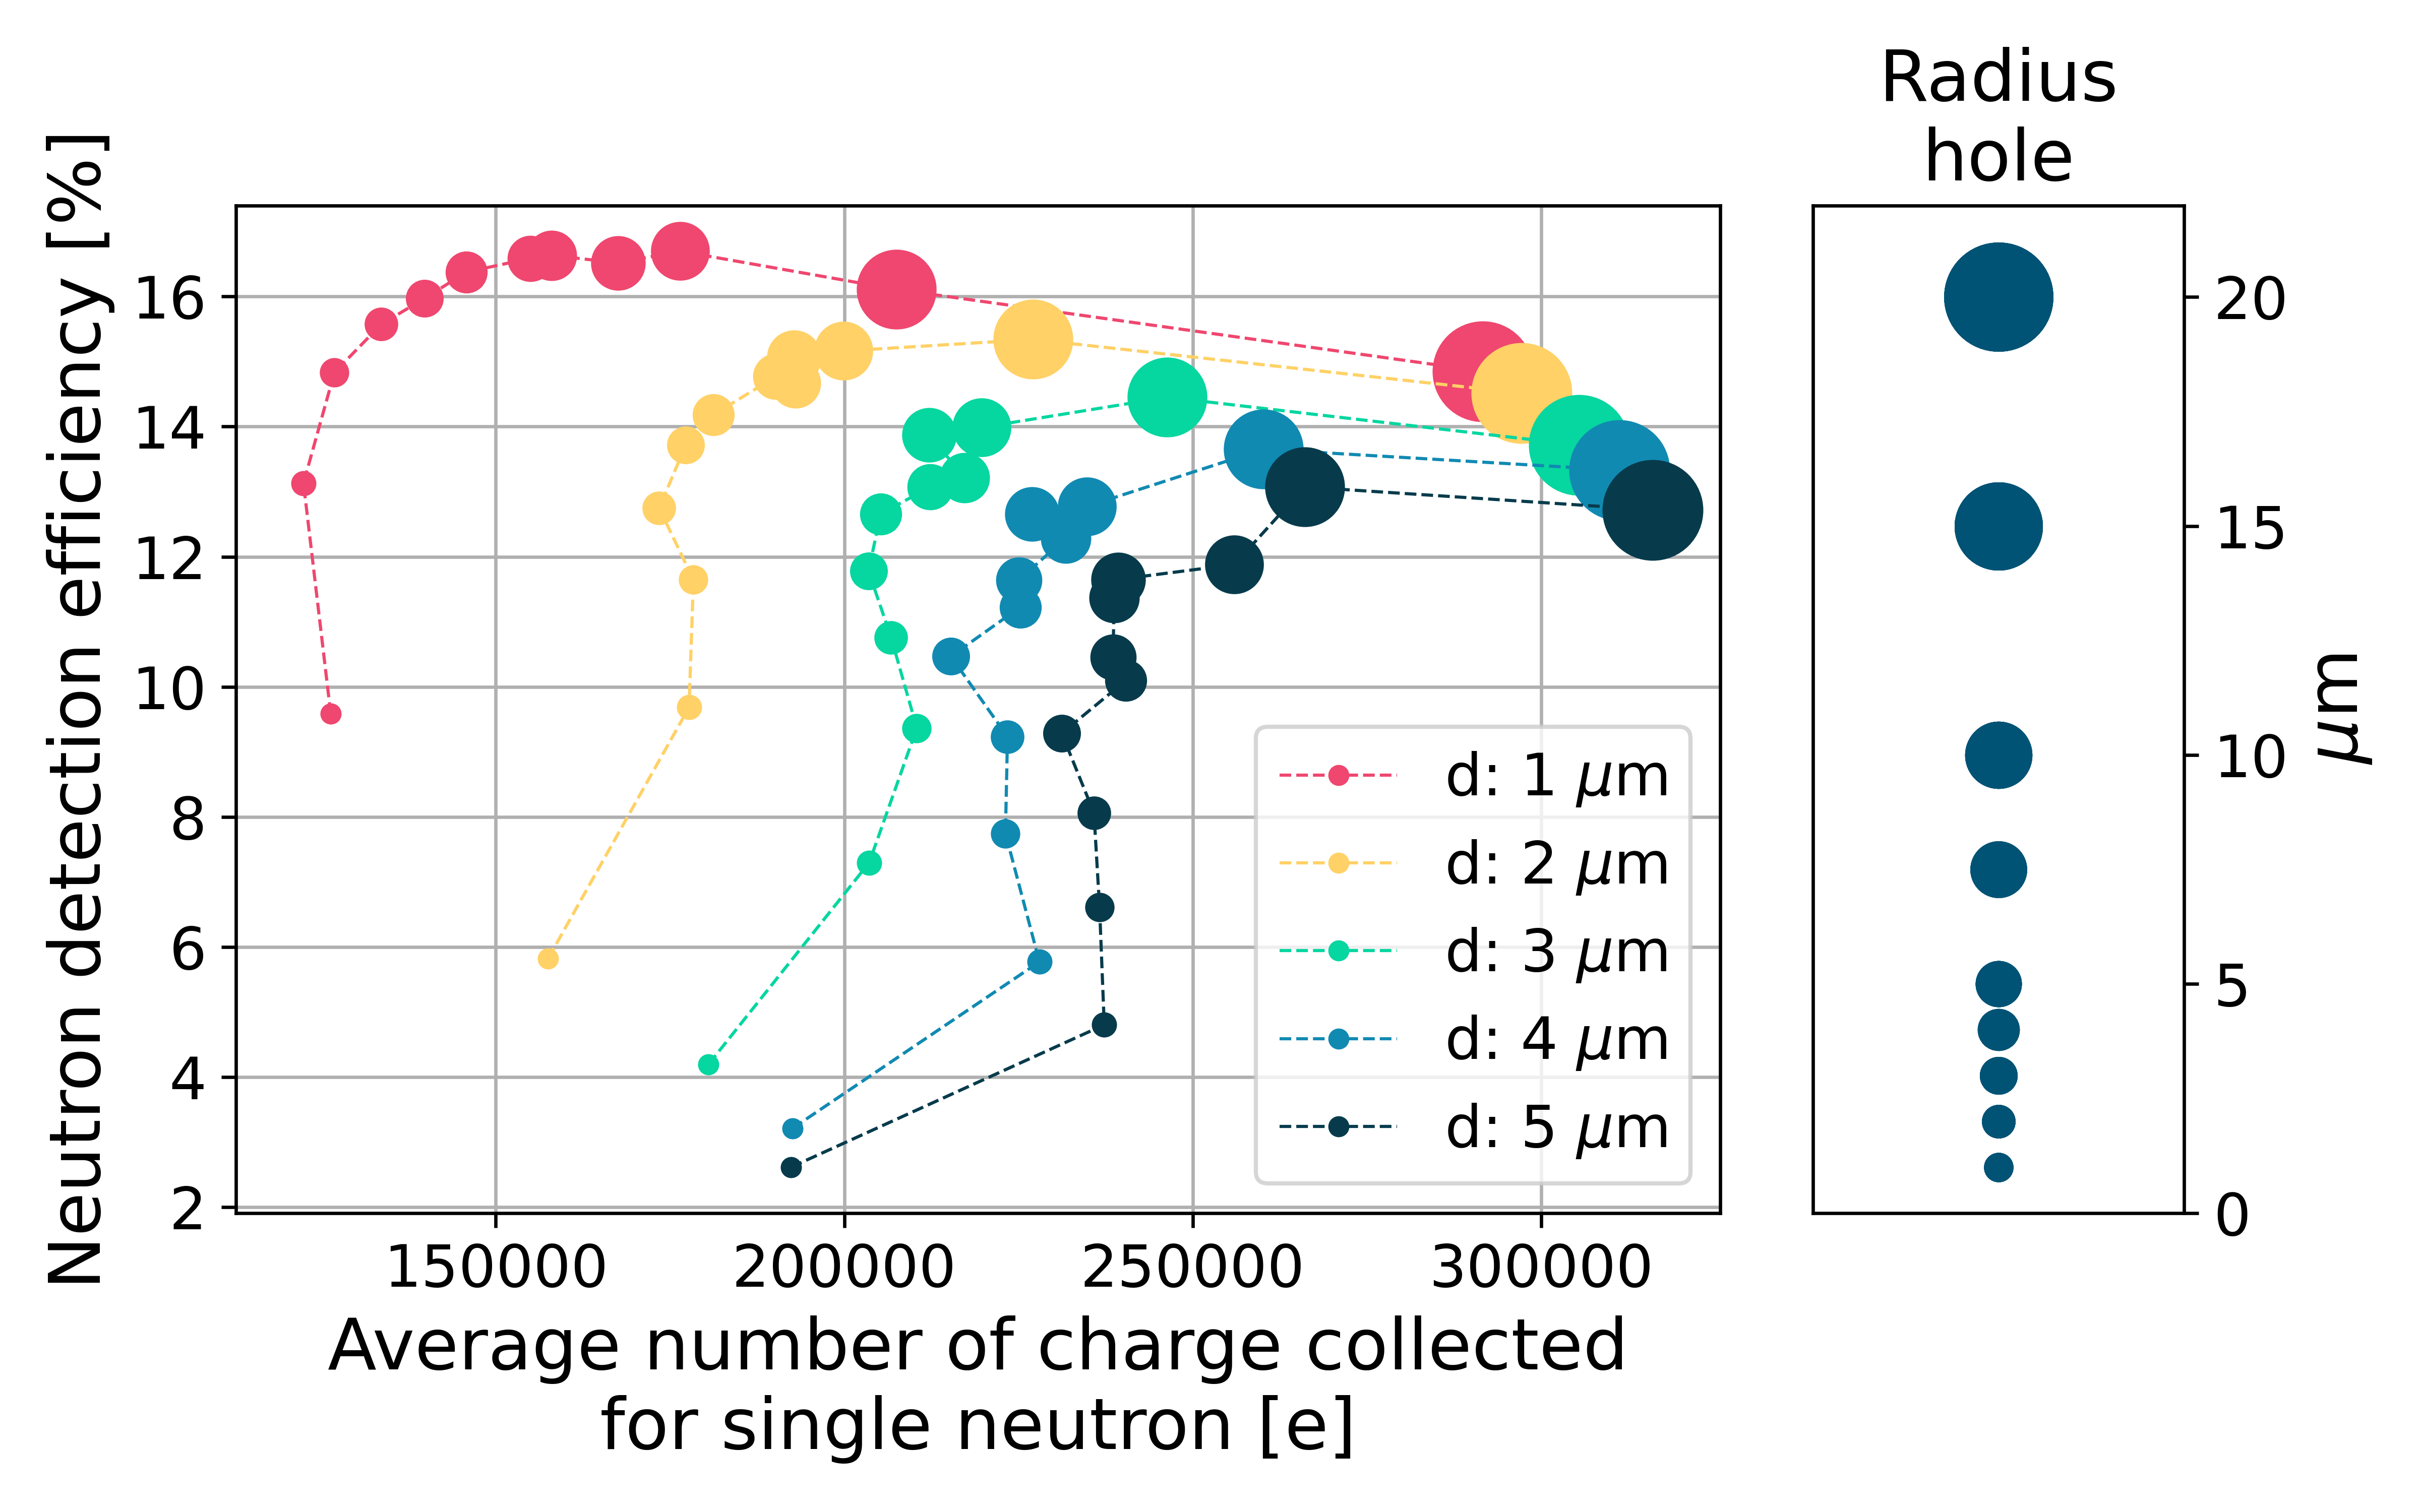 Radius
hole
Neutron detection efficiency [%]
16
14
12
10
8
6
4
2
150000
200000
250000
300000
Average number of charge collected
for single neutron [e]
d: 1 μm
d: 2 μm
d: 3 μm
d: 4 μm
d: 5 μm
20
15
10
5
0
μm